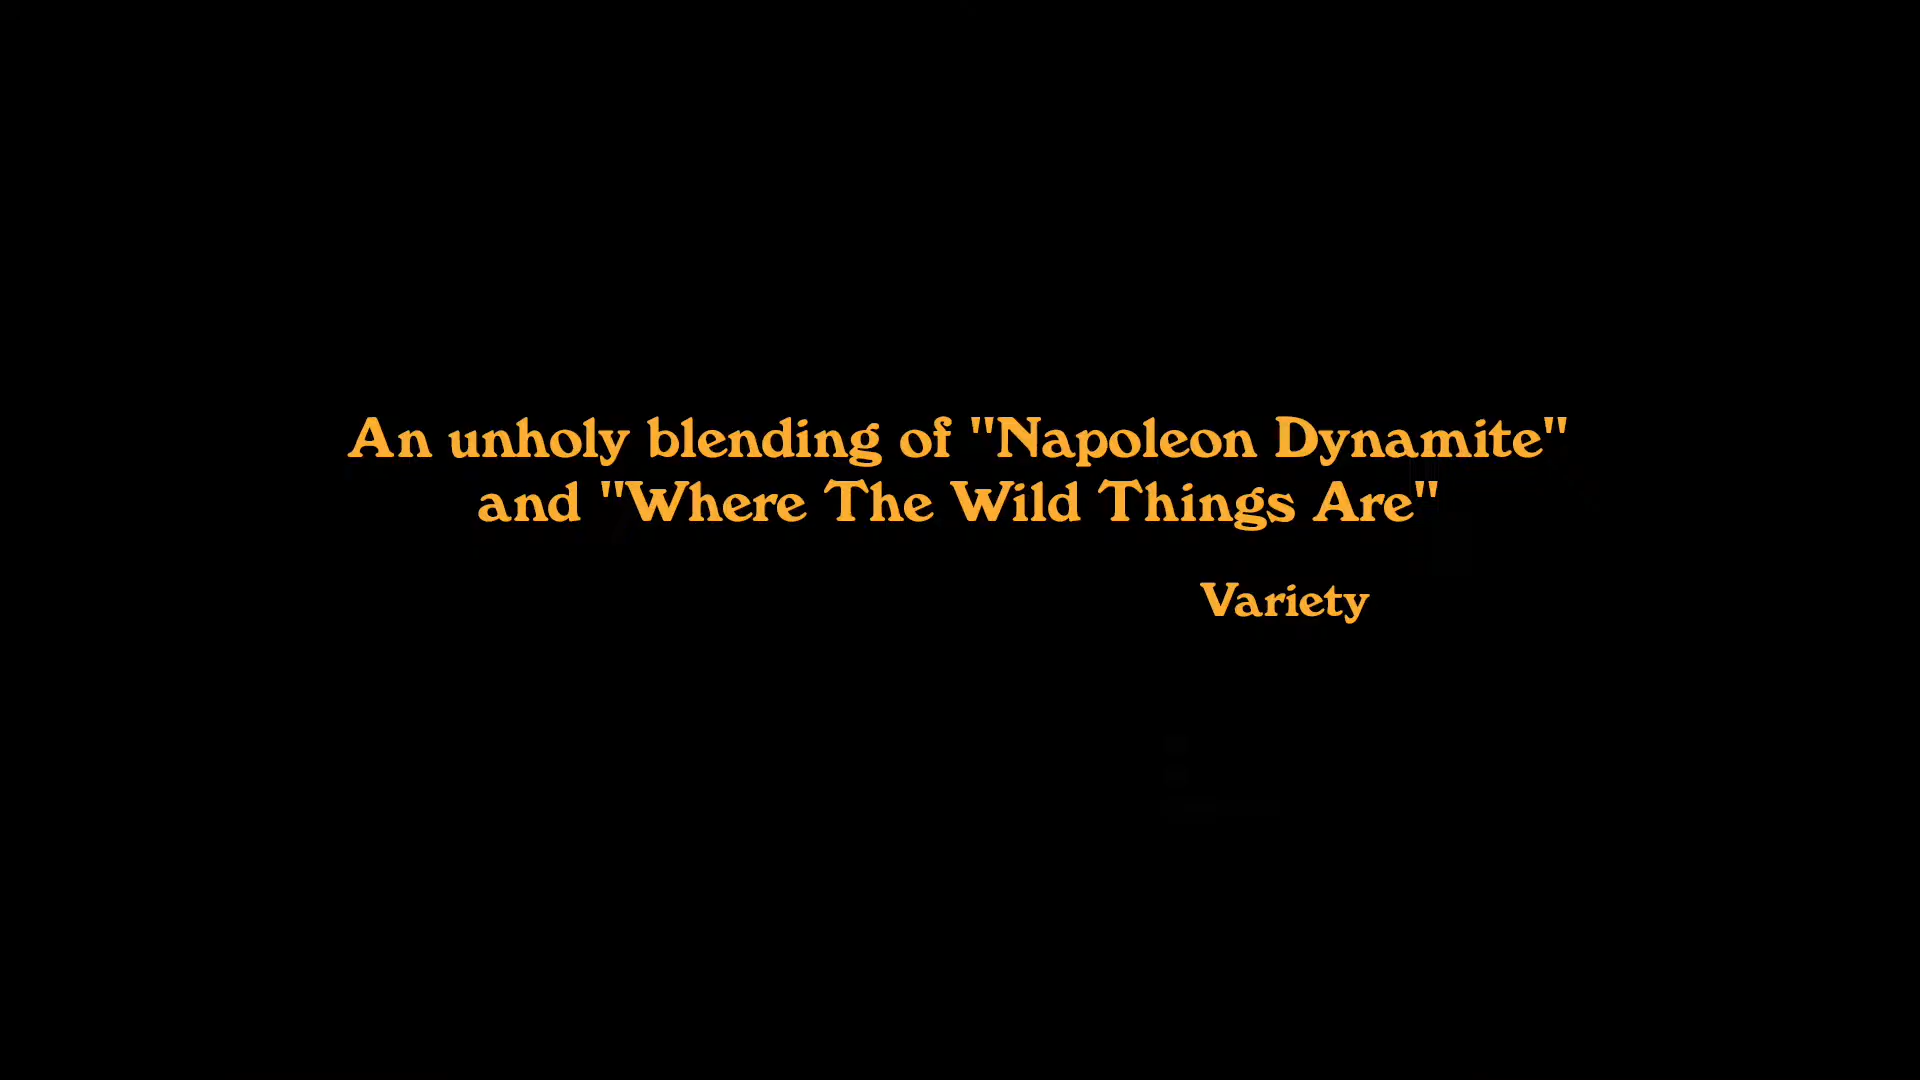 An unholy blending of "Napoleon Dynamite"
and "Where The Wild Things Are"
Variety